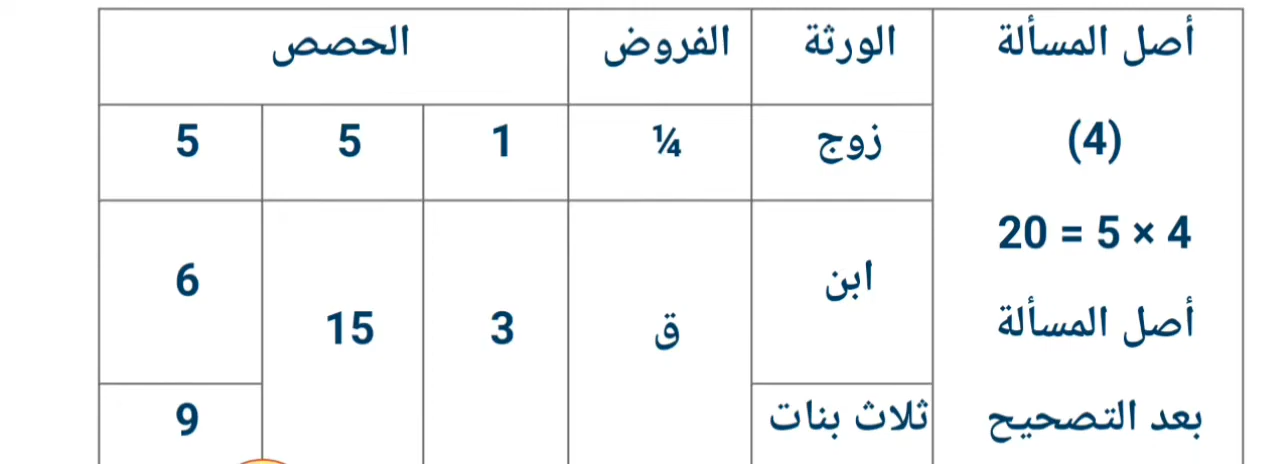 أصل المسألة الورثة الفروض الحصص
(4) زوج ¼ 1 5 5
4 × 5 = 20
ابن ق 3 15 6
أصل المسألة
بعد التصحيح ثلاث بنات 9